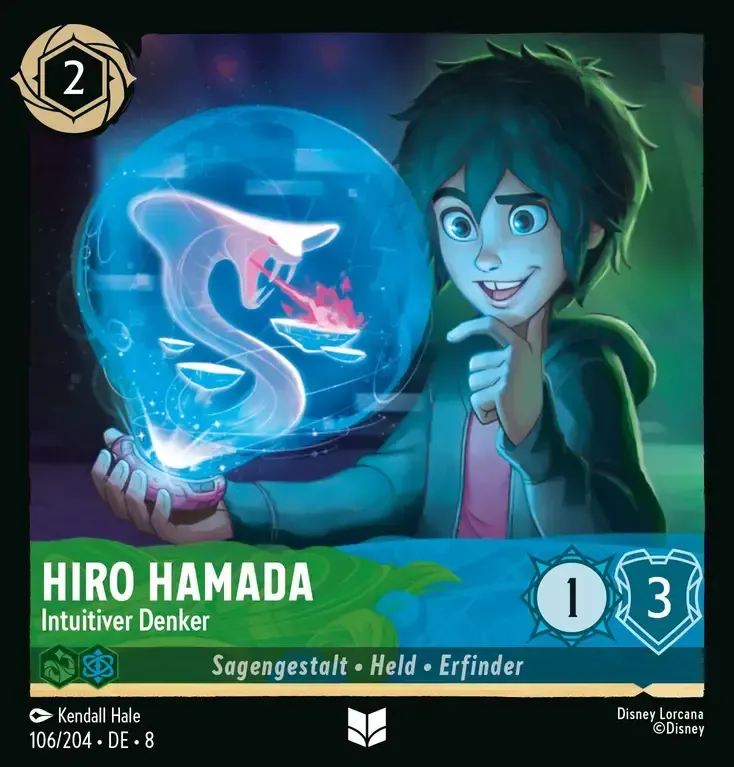 2
HIRO HAMADA
Intuitiver Denker
1
3
Sagengestalt • Held • Erfinder
Kendall Hale
106/204 • DE • 8
Disney Lorcana
©Disney